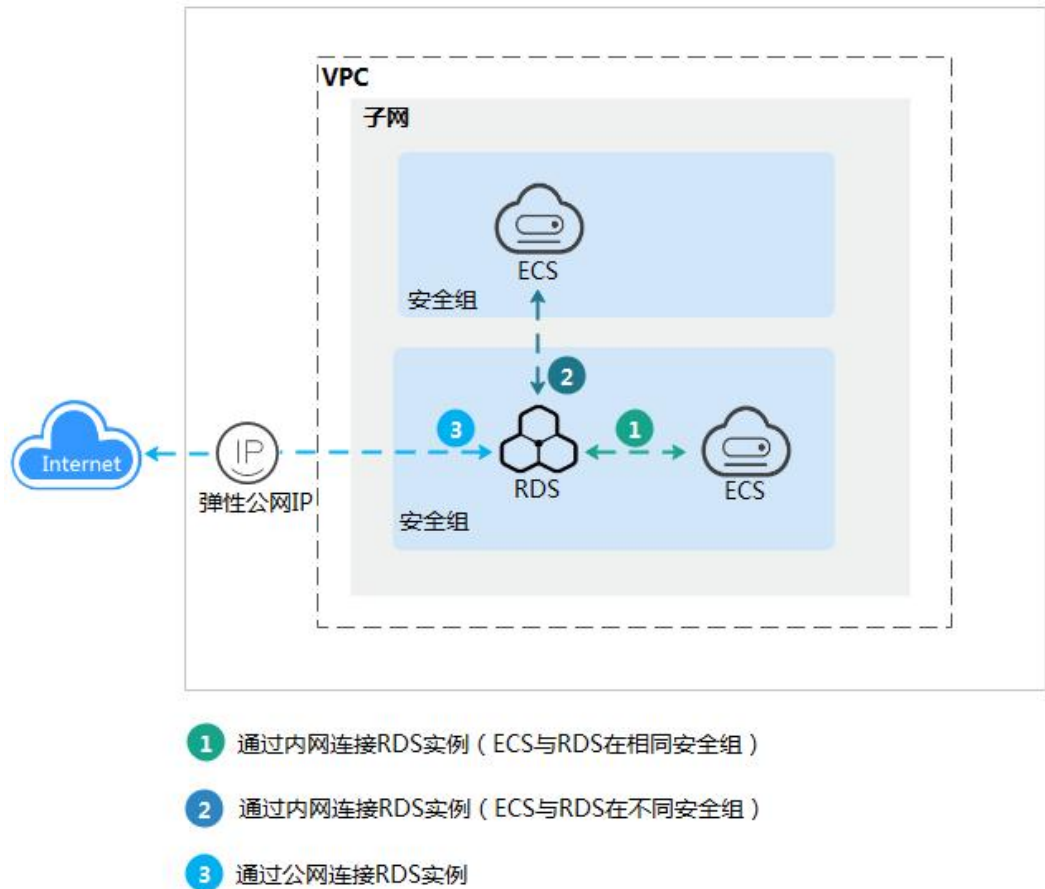 VPC
子网
ECS
安全组
2
3
1
Internet
IP
RDS
ECS
弹性公网IP
安全组
1 通过内网连接RDS实例（ECS与RDS在相同安全组）
2 通过内网连接RDS实例（ECS与RDS在不同安全组）
3 通过公网连接RDS实例